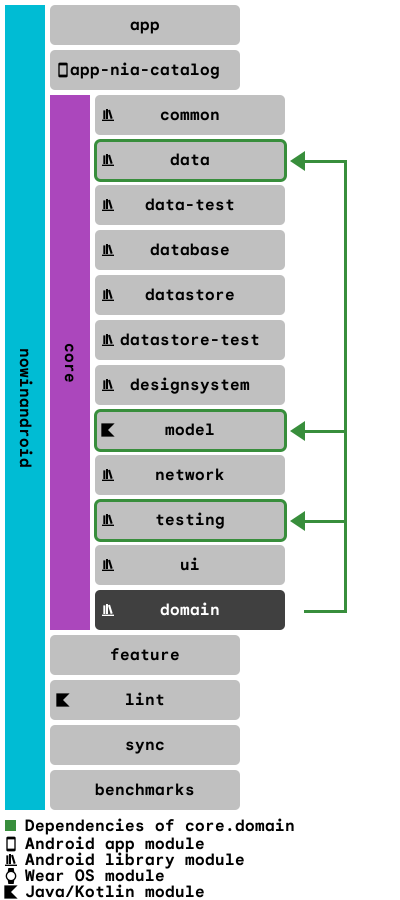 nowinandroid
app
app-nia-catalog
core
common
data
data-test
database
datastore
datastore-test
designsystem
model
network
testing
ui
domain
feature
lint
sync
benchmarks
Dependencies of core.domain
Android app module
Android library module
Wear OS module
Java/Kotlin module